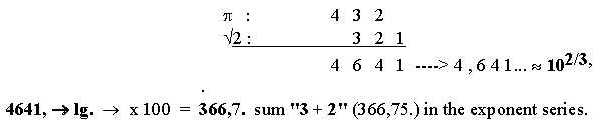 π : 4 3 2
√2 : 3 2 1
4 6 4 1 ----> 4 , 6 4 1 ... ≈ 10^2/3,
.
4641, → lg. → x 100 = 366,7. sum "3 + 2" (366,75.) in the exponent series.